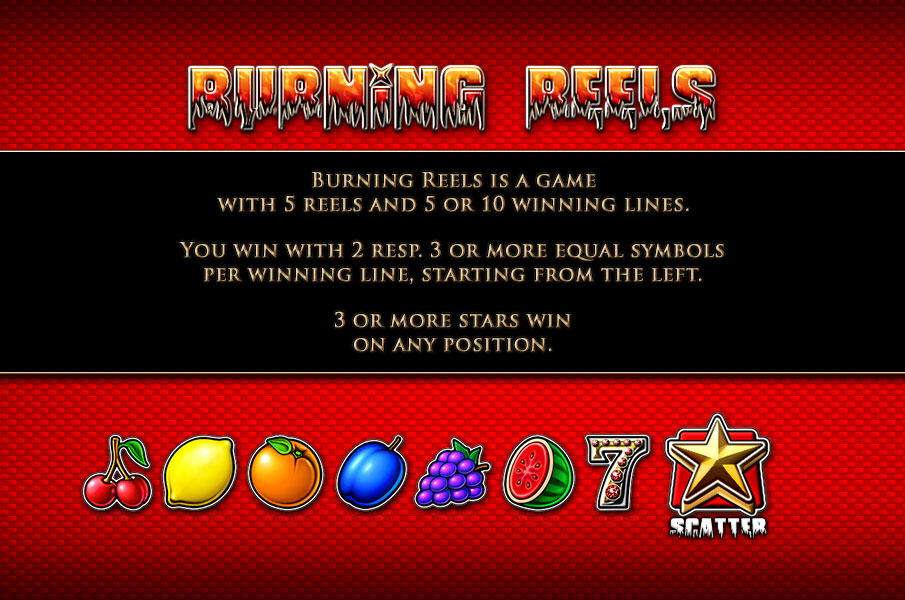 BURNiNG REELS
BURNING REELS IS A GAME
WITH 5 REELS AND 5 OR 10 WINNING LINES.
YOU WIN WITH 2 RESP. 3 OR MORE EQUAL SYMBOLS
PER WINNING LINE, STARTING FROM THE LEFT.
3 OR MORE STARS WIN
ON ANY POSITION.
7
SCATTER